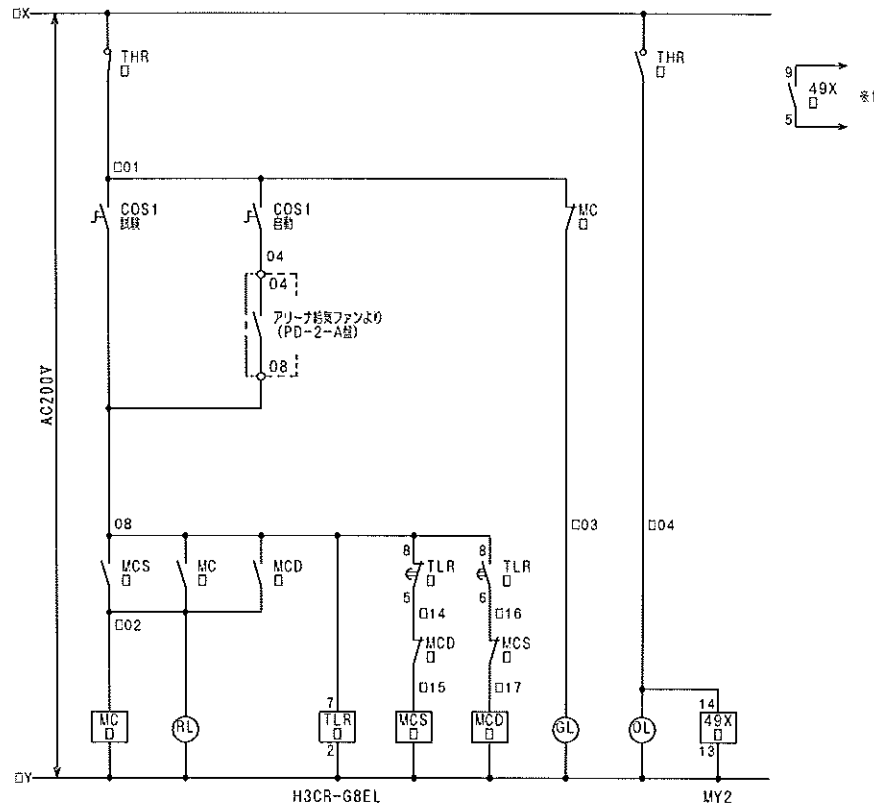 □X
THR
□
THR
□
9
49X
□
5
※1
□01
COS1
試験
COS1
自動
MC
□
04
04
アリーナ給気ファンより
(PD-2-A盤)
08
AC200V
□03
□04
08
MCS
□
MC
□
MCD
□
8
TLR
□
5
8
TLR
□
6
□02
□14
□16
MCD
□
MCS
□
□15
□17
MC
□
RL
7
TLR
□
2
MCS
□
MCD
□
GL
OL
14
49X
□
13
□Y
H3CR-G8EL
MY2